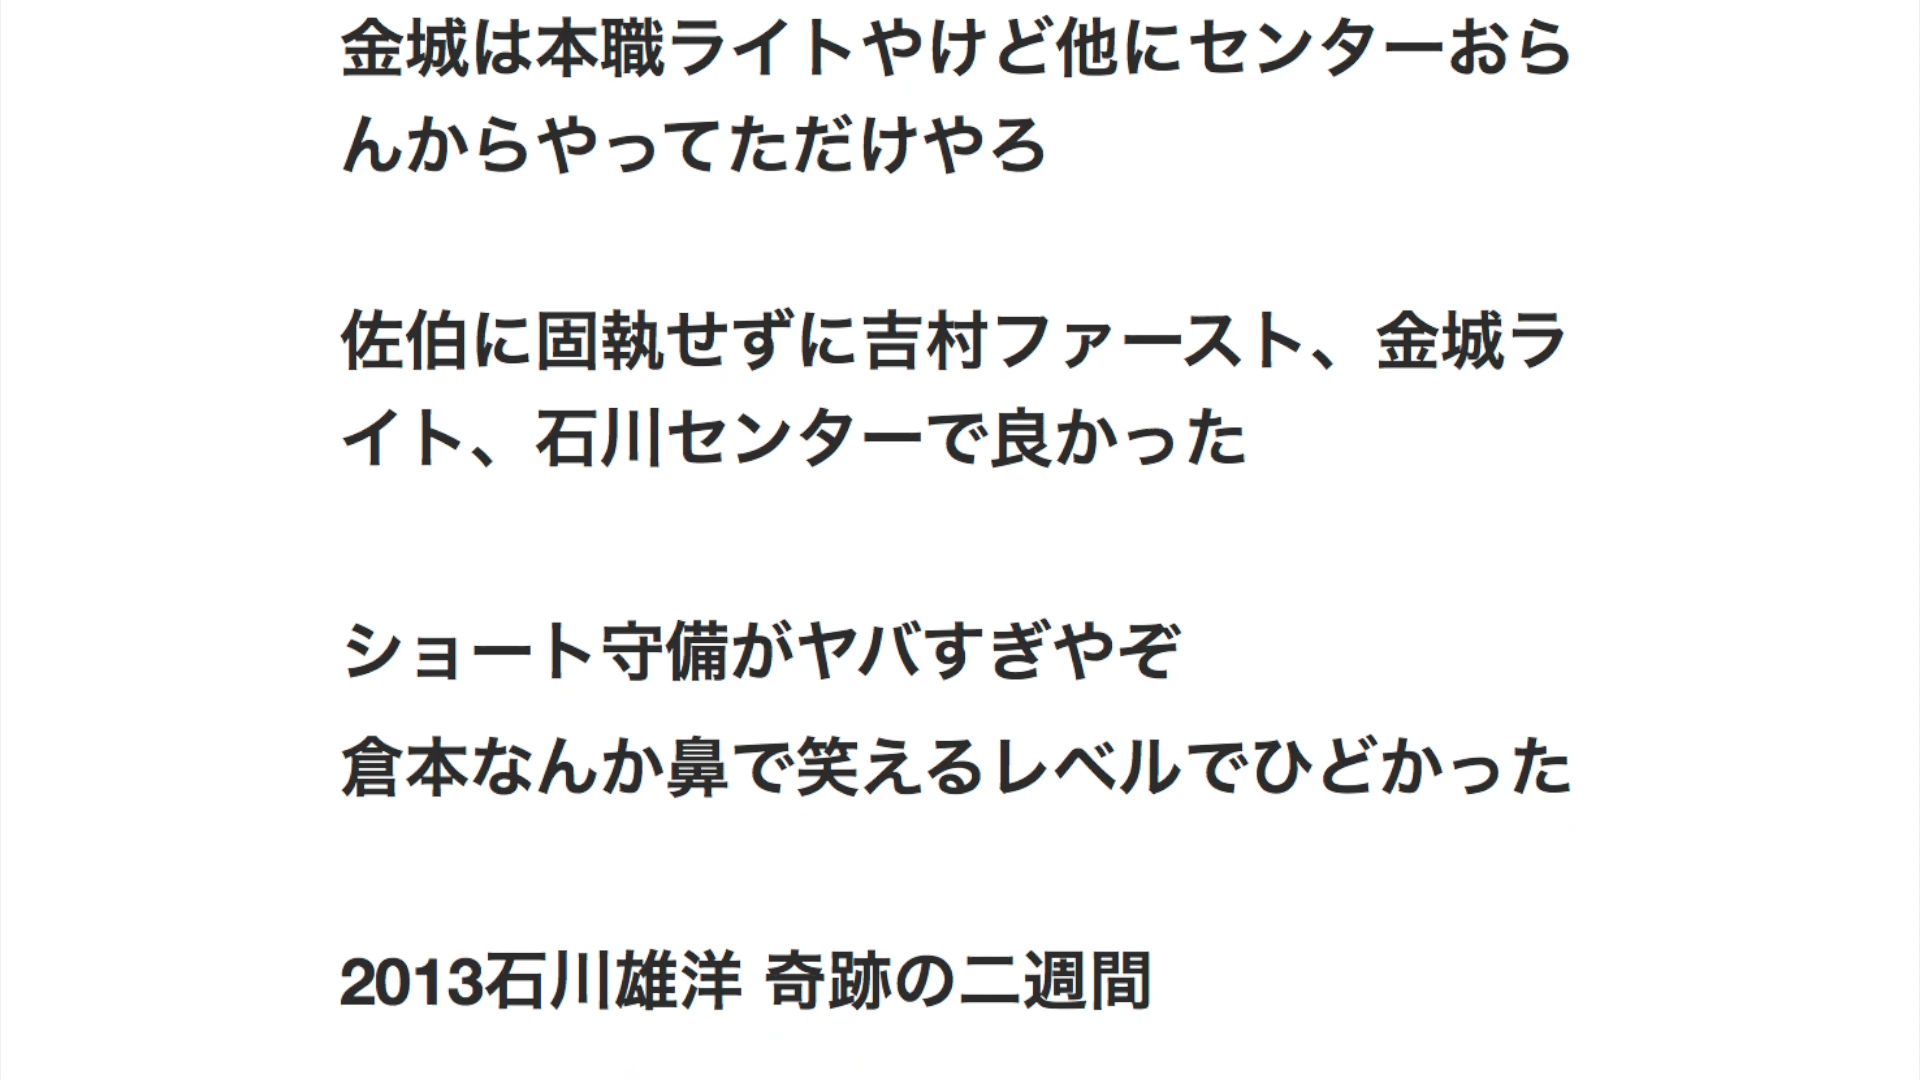 金城は本職ライトやけど他にセンターおら
んからやってただけやろ
佐伯に固執せずに吉村ファースト、金城ラ
イト、石川センターで良かった
ショート守備がヤバすぎやぞ
倉本なんか鼻で笑えるレベルでひどかった
2013石川雄洋 奇跡の二週間